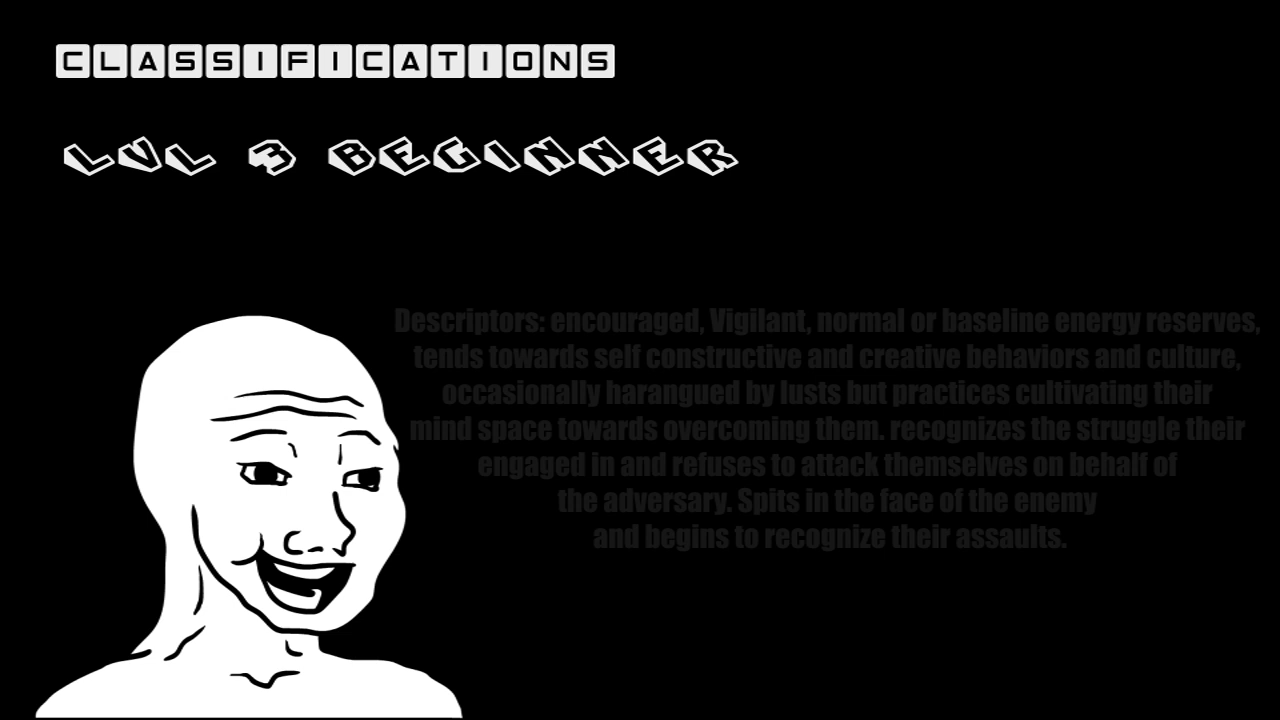 CLASSIFICATIONS
LVL 3 BEGINNER
Descriptors: encouraged, Vigilant, normal or baseline energy reserves,
tends towards self constructive and creative behaviors and culture,
occasionally harangued by lusts but practices cultivating their
mind space towards overcoming them. recognizes the struggle their
engaged in and refuses to attack themselves on behalf of
the adversary. Spits in the face of the enemy
and begins to recognize their assaults.